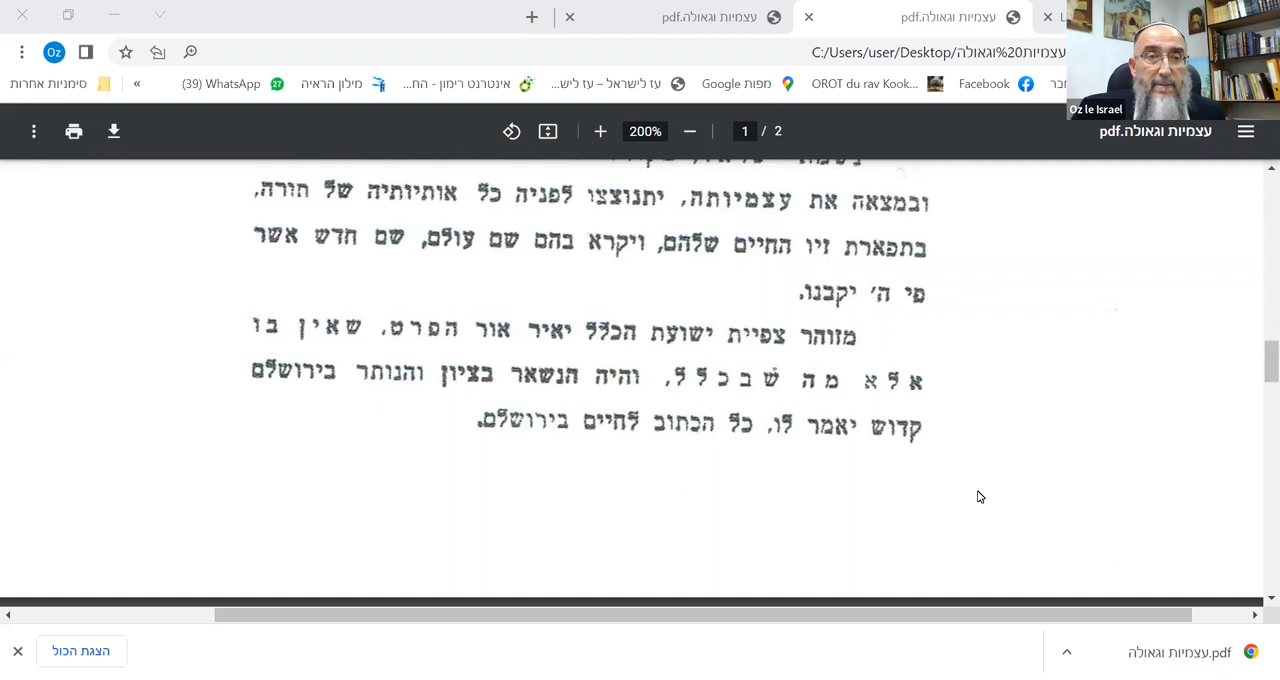 עצמיות וגאולה.pdf
עצמיות וגאולה.pdf
Oz
C:/Users/user/Desktop/עצמיות%20וגאולה
חבר
Facebook
OROT du rav Kook...
מפות Google
עז לישראל – עז ליש...
אינטרנט רימון - הח...
מילון הראיה
(39) WhatsApp
27
»
סימניות אחרות
Oz le Israel
עצמיות וגאולה.pdf
1 / 2
200%
ובמצאה את עצמיותה, יתנוצצו לפניה כל אותיותיה של תורה,
בתפארת זיו החיים שלהם, ויקרא בהם שם עולם, שם חדש אשר
פי ה' יקבנו.
מזוהר צפיית ישועת הכלל יאיר אור הפרט, שאין בו
אלא מה שבכלל, והיה הנשאר בציון והנותר בירושלם
קדוש יאמר לו, כל הכתוב לחיים בירושלם.
עצמיות וגאולה.pdf
הצגת הכול